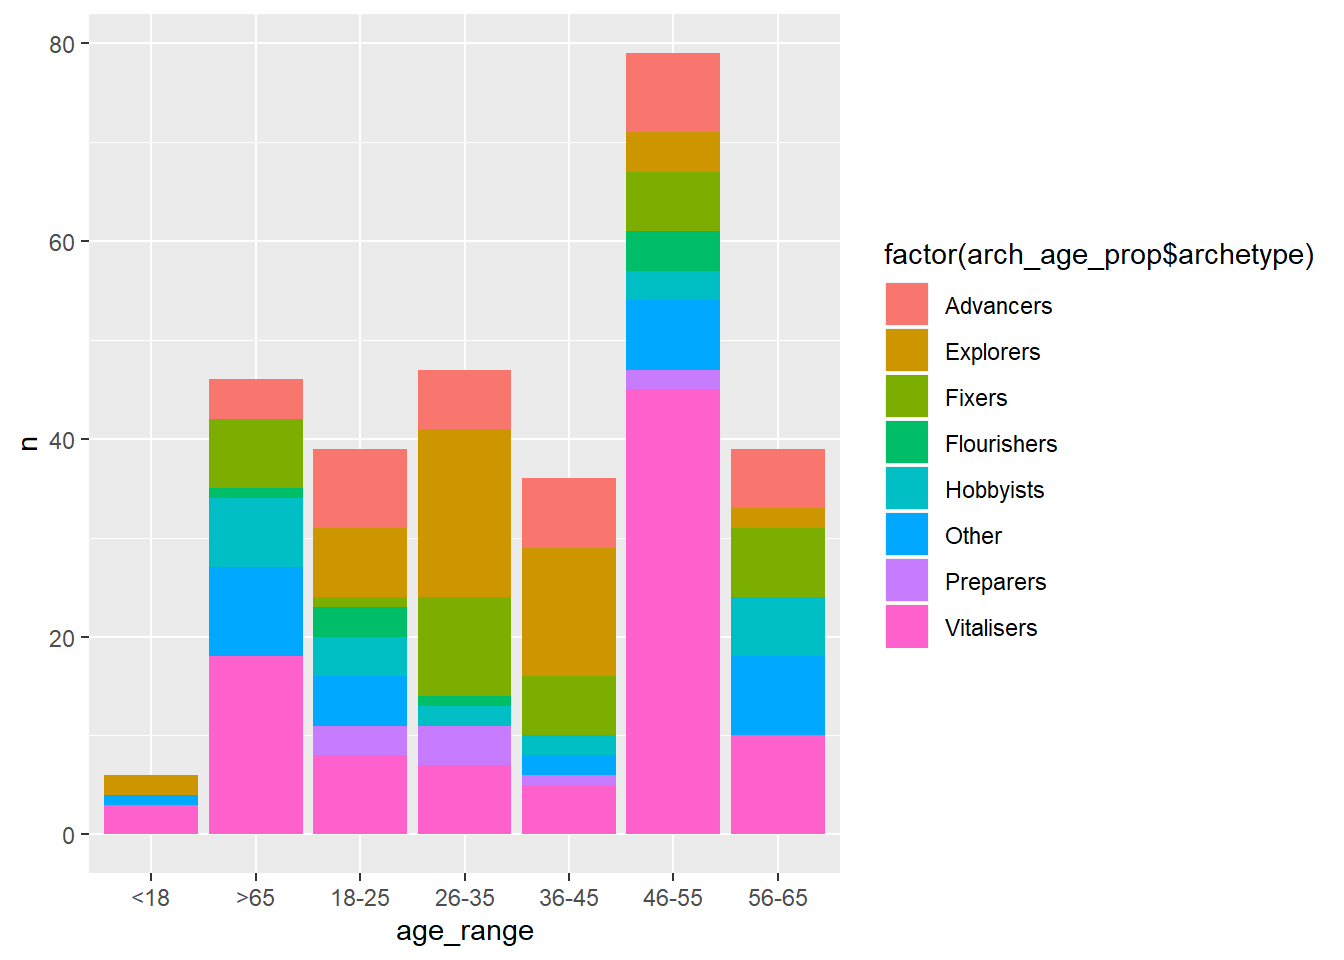 80
60
40
20
0
n
<18 >65 18-25 26-35 36-45 46-55 56-65
age_range
factor(arch_age_prop$archetype)
Advancers
Explorers
Fixers
Flourishers
Hobbyists
Other
Preparers
Vitalisers